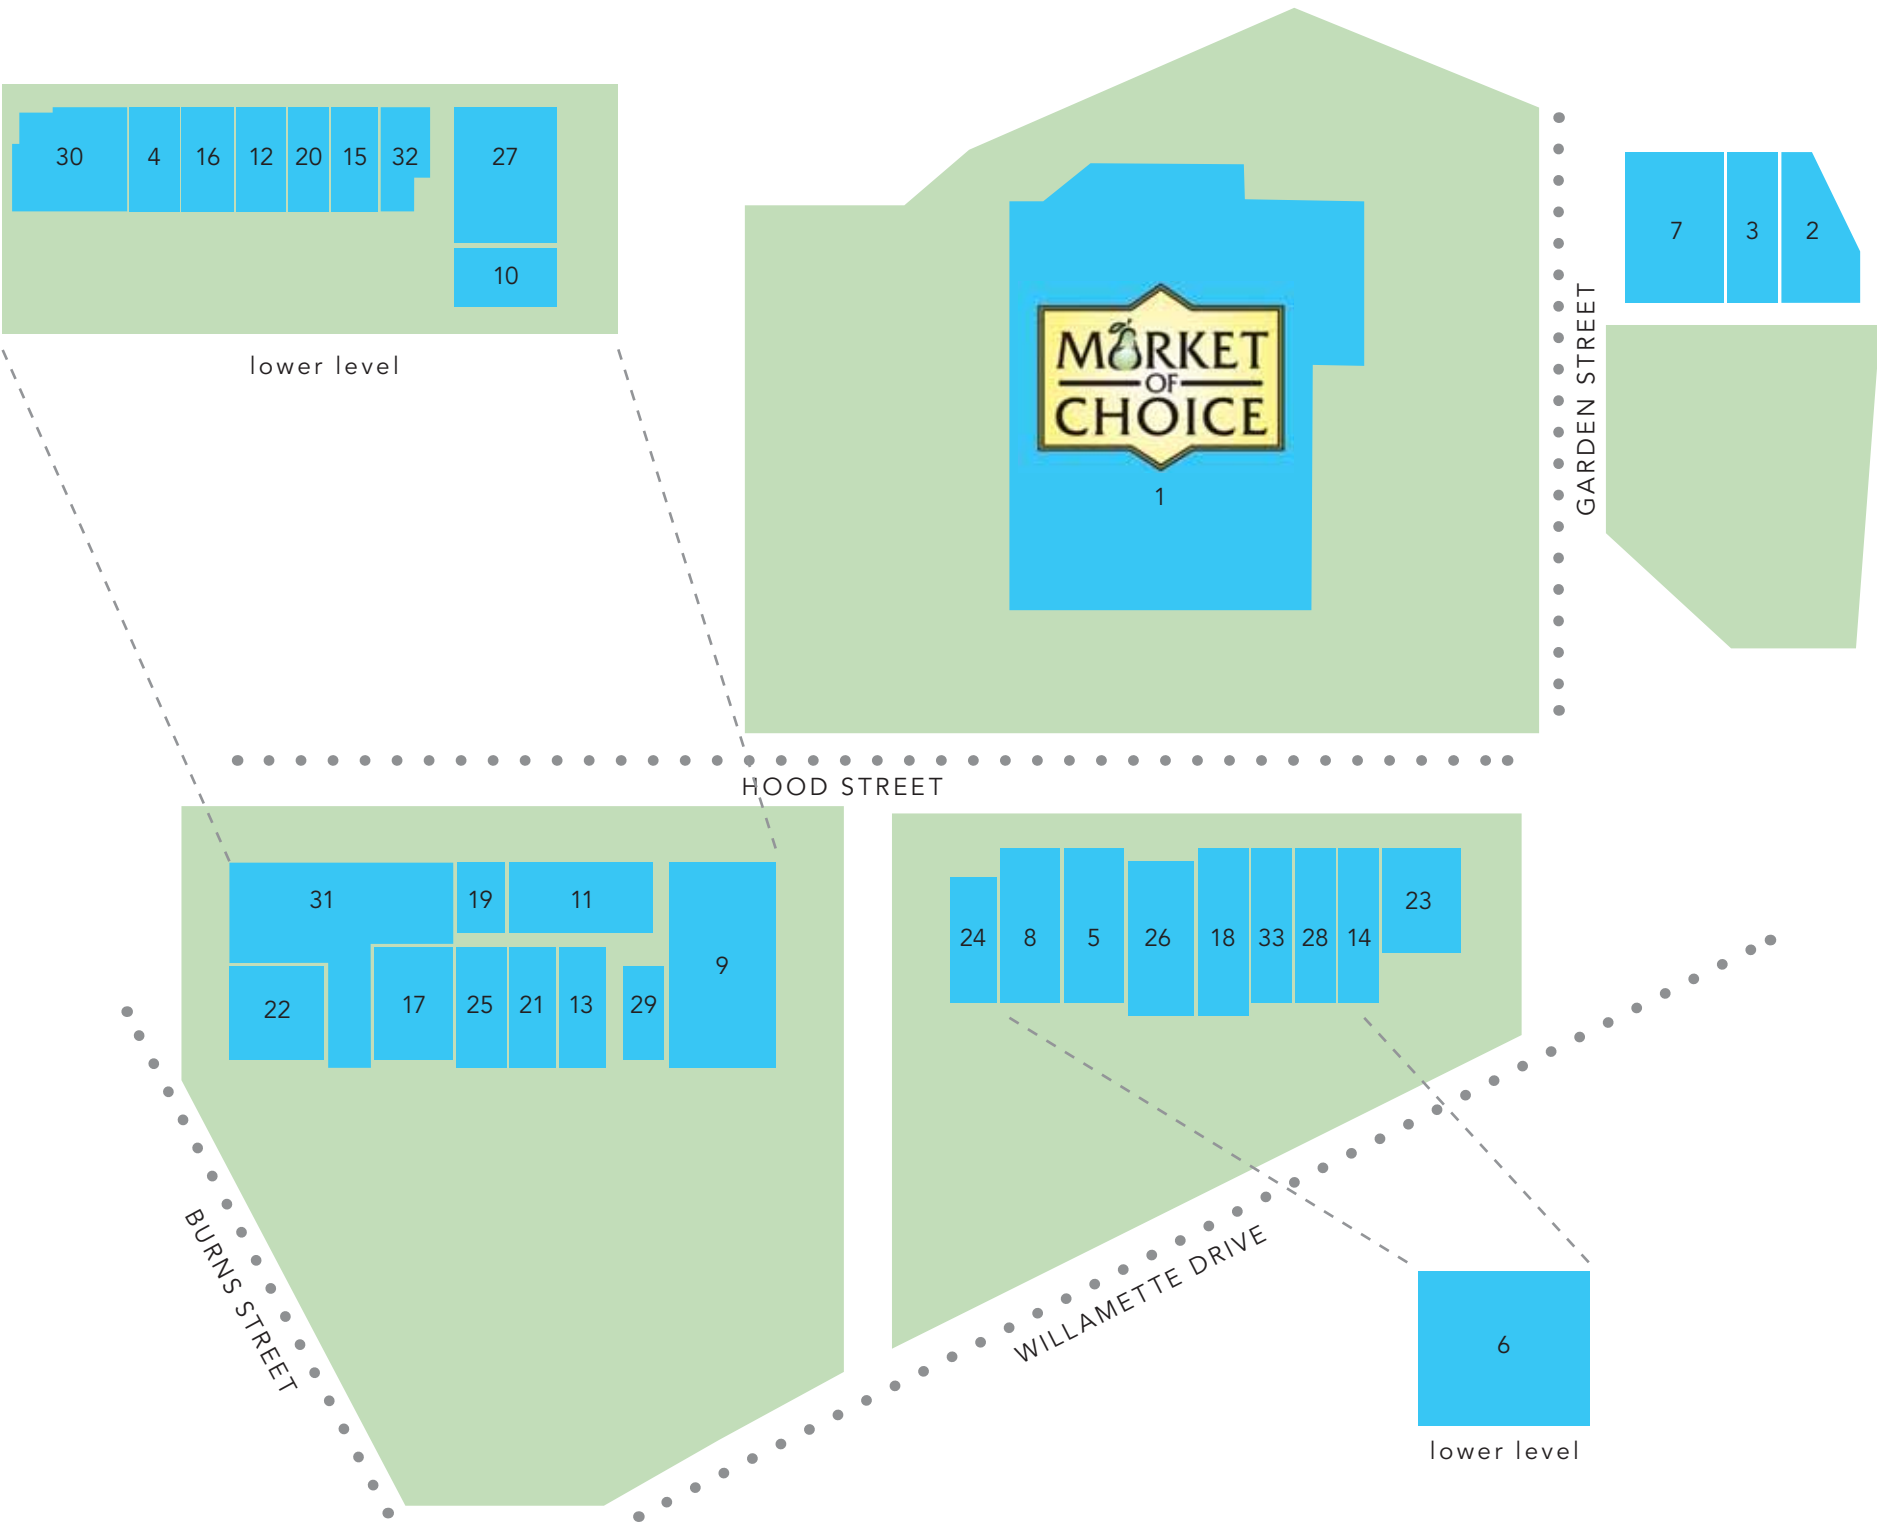 30 4 16 12 20 15 32 27
10
lower level
7 3 2
MARKET
OF
CHOICE
1
GARDEN STREET
HOOD STREET
31 19 11
9
22 17 25 21 13 29
24 8 5 26 18 33 28 14 23
BURNS STREET
WILLAMETTE DRIVE
6
lower level